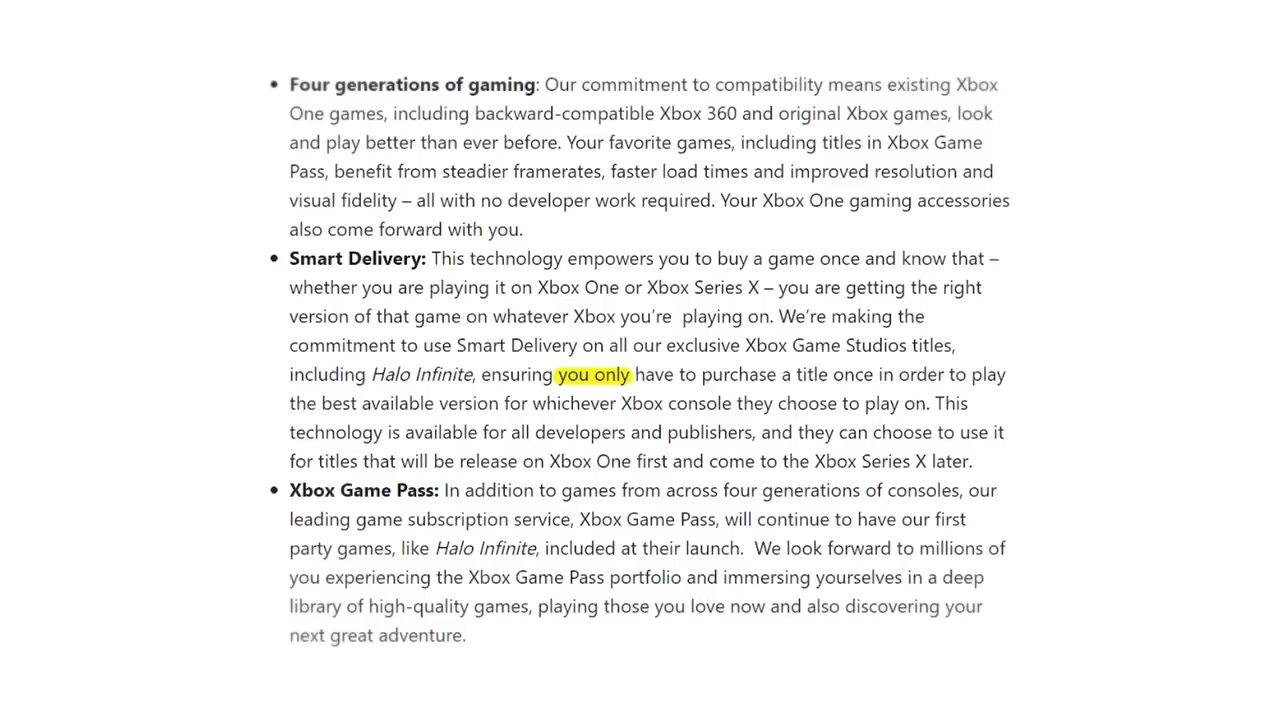 • Four generations of gaming: Our commitment to compatibility means existing Xbox
One games, including backward-compatible Xbox 360 and original Xbox games, look
and play better than ever before. Your favorite games, including titles in Xbox Game
Pass, benefit from steadier framerates, faster load times and improved resolution and
visual fidelity – all with no developer work required. Your Xbox One gaming accessories
also come forward with you.
• Smart Delivery: This technology empowers you to buy a game once and know that –
whether you are playing it on Xbox One or Xbox Series X – you are getting the right
version of that game on whatever Xbox you’re  playing on. We’re making the
commitment to use Smart Delivery on all our exclusive Xbox Game Studios titles,
including Halo Infinite, ensuring you only have to purchase a title once in order to play
the best available version for whichever Xbox console they choose to play on. This
technology is available for all developers and publishers, and they can choose to use it
for titles that will be release on Xbox One first and come to the Xbox Series X later.
• Xbox Game Pass: In addition to games from across four generations of consoles, our
leading game subscription service, Xbox Game Pass, will continue to have our first
party games, like Halo Infinite, included at their launch.  We look forward to millions of
you experiencing the Xbox Game Pass portfolio and immersing yourselves in a deep
library of high-quality games, playing those you love now and also discovering your
next great adventure.